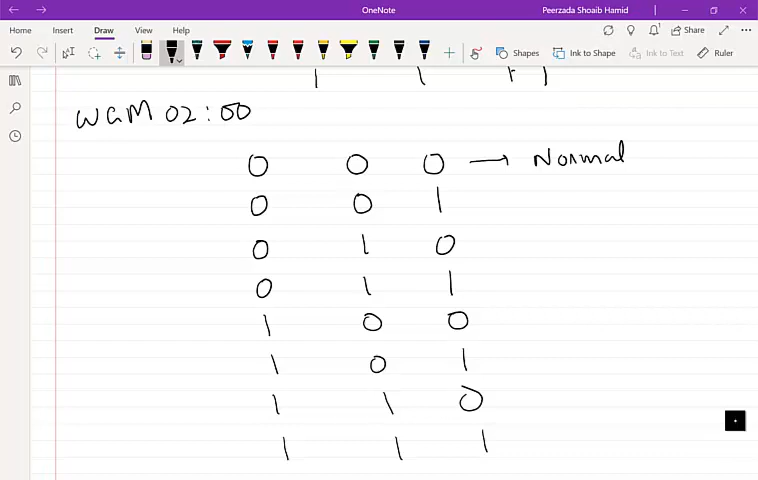 OneNote
Peerzada Shoaib Hamid
Home Insert Draw View Help Share
Shapes Ink to Shape Ink to Text Ruler
WGM 02:00
0 0 0 → Normal
0 0 1
0 1 0
0 1 1
1 0 0
1 0 1
1 1 0
1 1 1